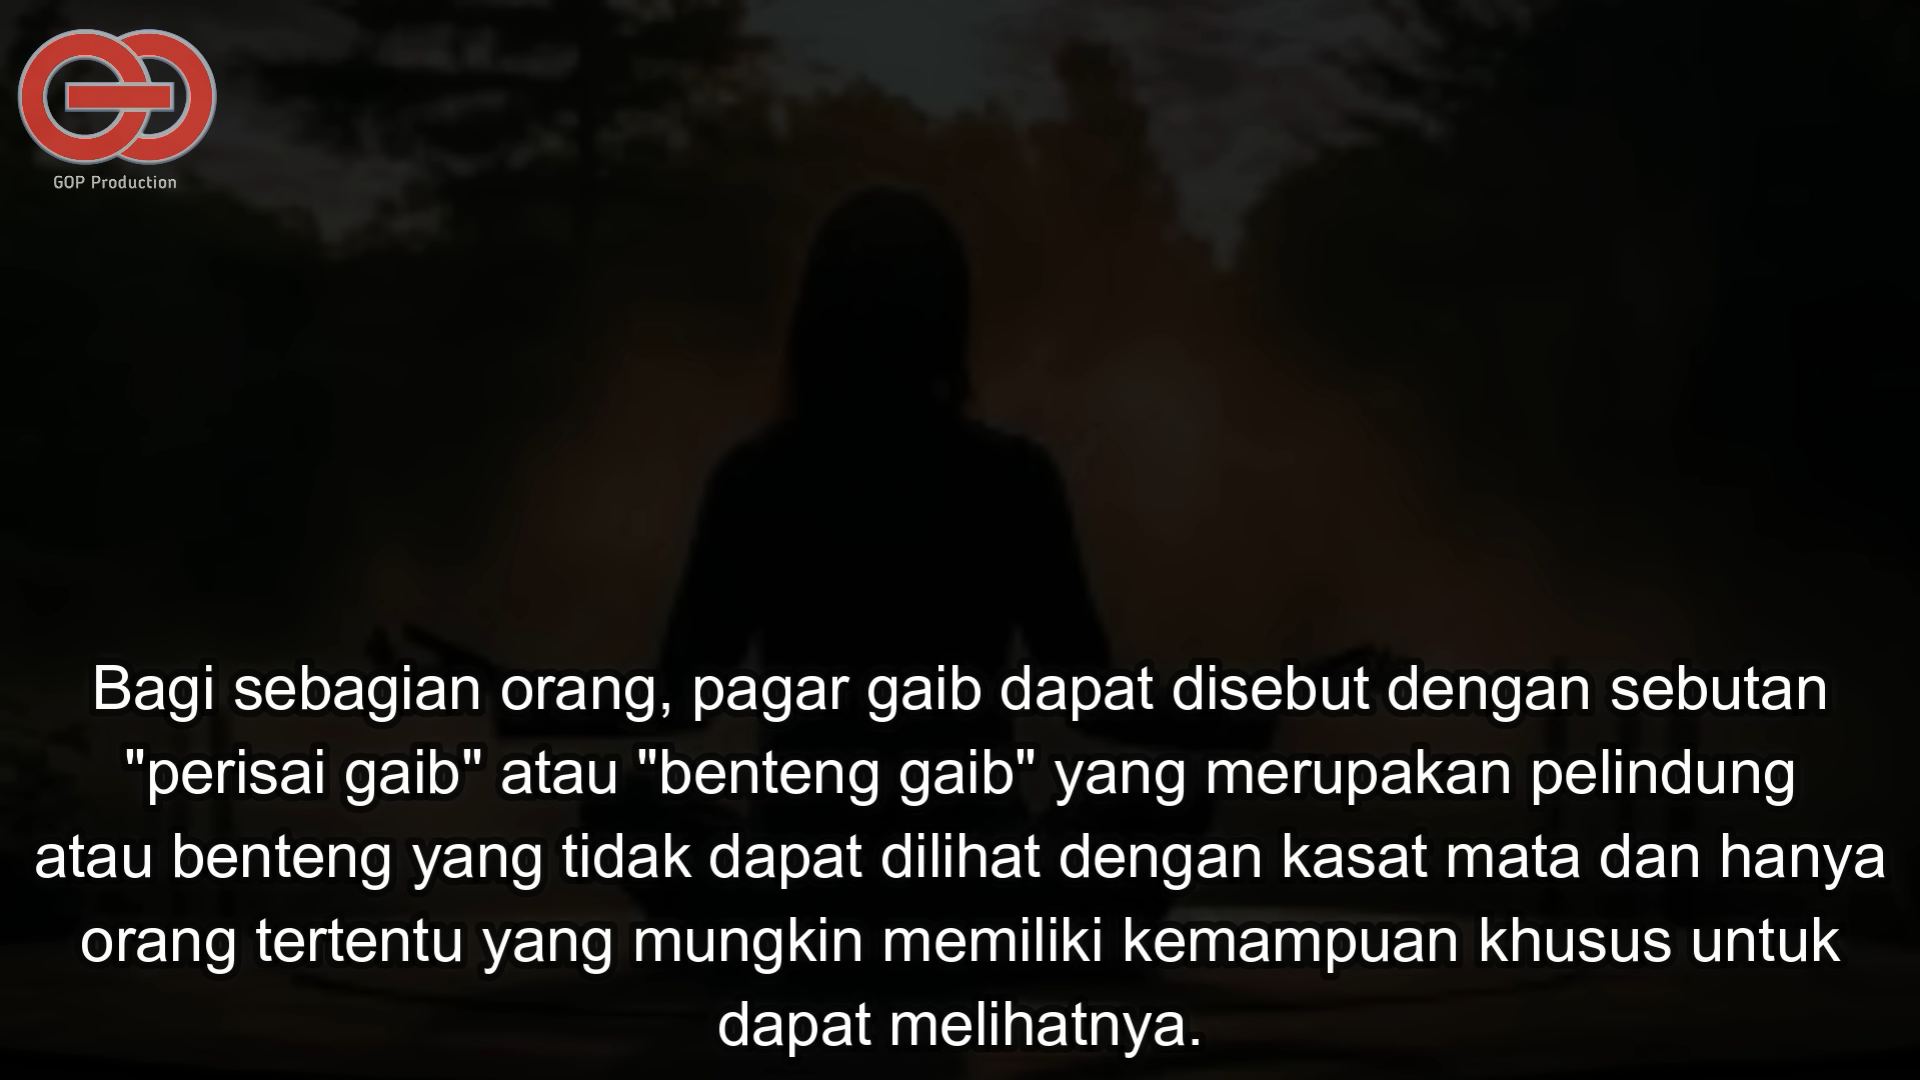 GOP Production
Bagi sebagian orang, pagar gaib dapat disebut dengan sebutan
"perisai gaib" atau "benteng gaib" yang merupakan pelindung
atau benteng yang tidak dapat dilihat dengan kasat mata dan hanya
orang tertentu yang mungkin memiliki kemampuan khusus untuk
dapat melihatnya.